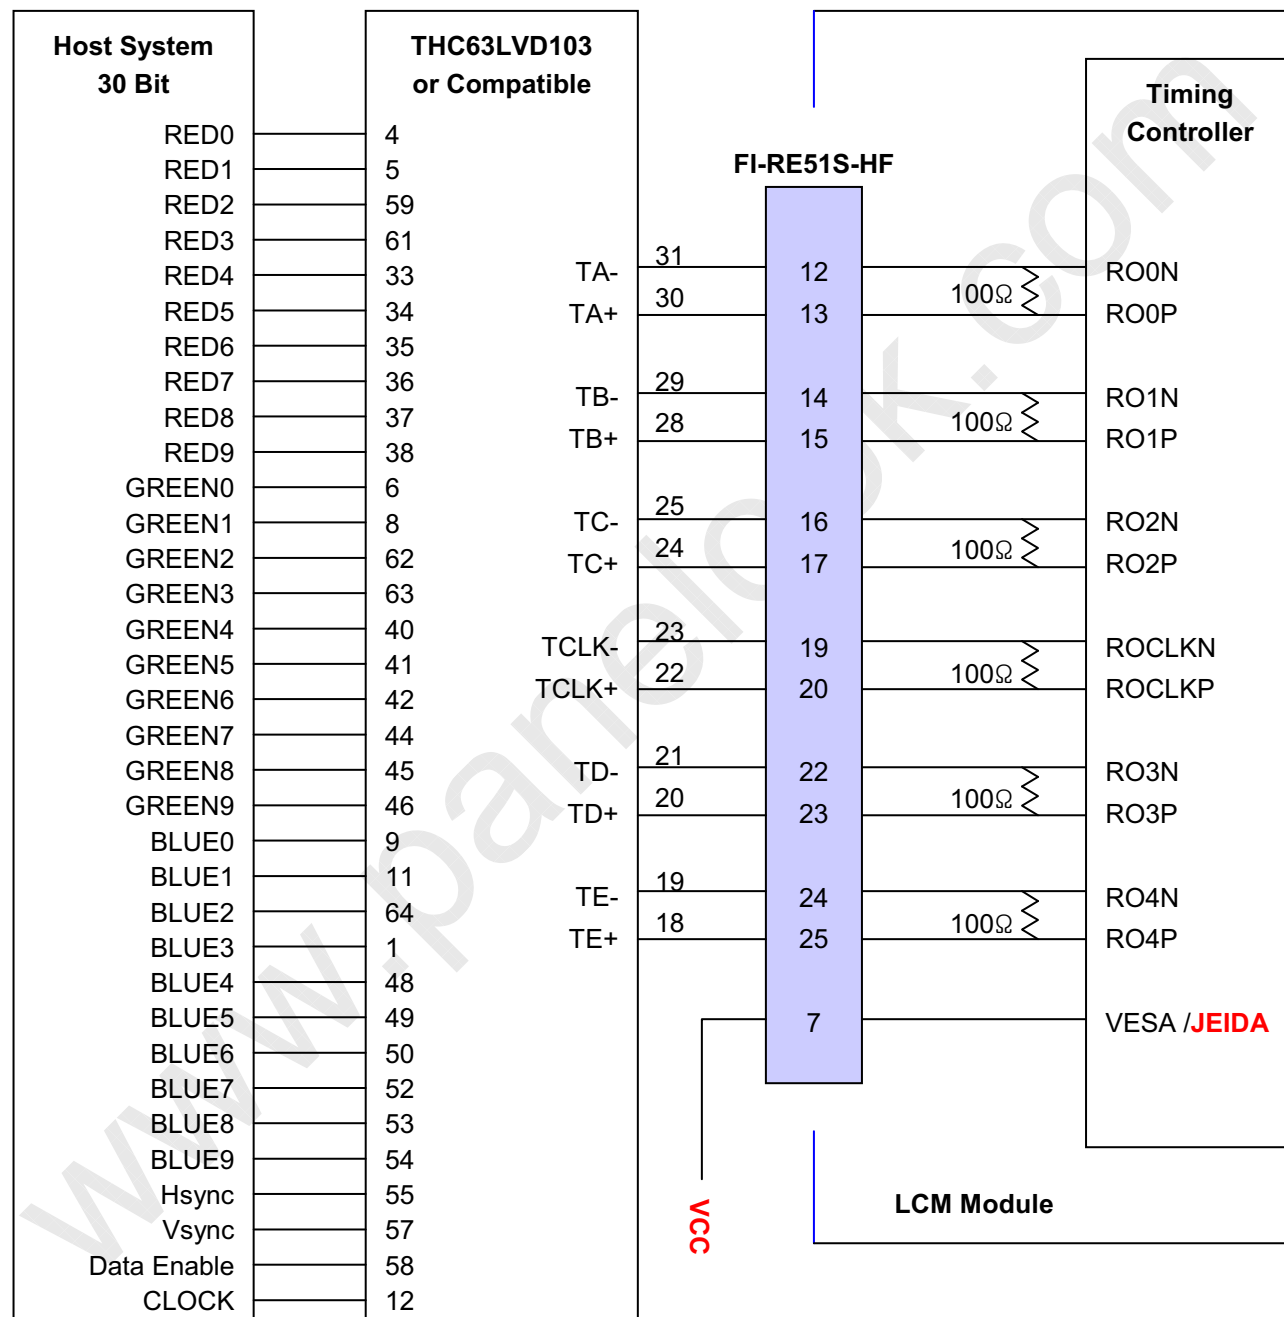 Host System
30 Bit
RED0
RED1
RED2
RED3
RED4
RED5
RED6
RED7
RED8
RED9
GREEN0
GREEN1
GREEN2
GREEN3
GREEN4
GREEN5
GREEN6
GREEN7
GREEN8
GREEN9
BLUE0
BLUE1
BLUE2
BLUE3
BLUE4
BLUE5
BLUE6
BLUE7
BLUE8
BLUE9
Hsync
Vsync
Data Enable
CLOCK
THC63LVD103
or Compatible
4
5
59
61
33
34
35
36
37
38
6
8
62
63
40
41
42
44
45
46
9
11
64
1
48
49
50
52
53
54
55
57
58
12
TA-
TA+
TB-
TB+
TC-
TC+
TCLK-
TCLK+
TD-
TD+
TE-
TE+
31
30
29
28
25
24
23
22
21
20
19
18
FI-RE51S-HF
12
13
14
15
16
17
19
20
22
23
24
25
7
VCC
100Ω
100Ω
100Ω
100Ω
100Ω
100Ω
Timing
Controller
RO0N
RO0P
RO1N
RO1P
RO2N
RO2P
ROCLKN
ROCLKP
RO3N
RO3P
RO4N
RO4P
VESA /JEIDA
LCM Module
www.panelook.com